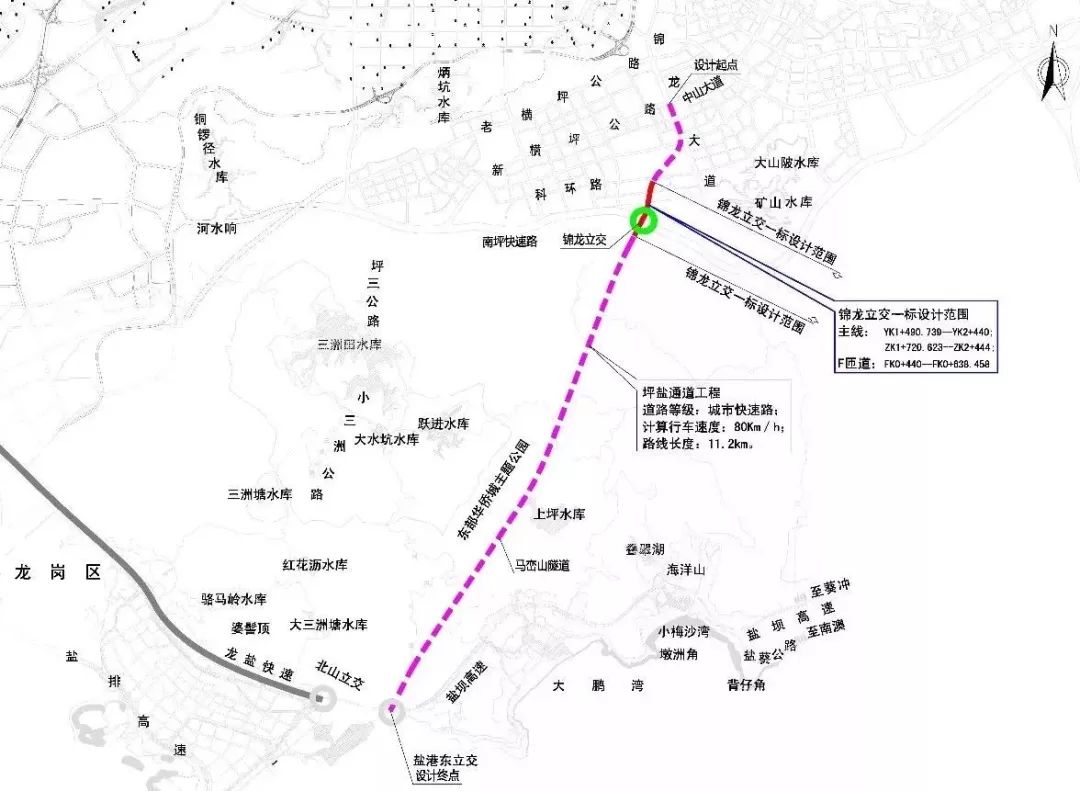 N
锦龙大道
设计起点
中山大道
炳坑水库
老横坪公路
新横坪公路
科环路
铜锣径水库
大山陂水库
矿山水库
河水响
南坪快速路
锦龙立交
锦龙立交一标设计范围
锦龙立交一标设计范围
锦龙立交一标设计范围
主线: YK1+490.739--YK2+440;
ZK1+720.623--ZK2+444;
F匝道: FK0+440--FK0+638.458
坪三公路
三洲田水库
小三洲公路
跃进水库
大水坑水库
三洲塘水库
坪盐通道工程
道路等级: 城市快速路;
计算行车速度: 80Km/h;
路线长度: 11.2km。
东部华侨城主题公园
上坪水库
马峦山隧道
红花沥水库
龙岗区
骆马岭水库
婆髻顶
大三洲塘水库
海洋山
至葵冲
盐坝高速
至南澳
盐葵公路
小梅沙湾
墩洲角
背仔角
大鹏湾
龙盐快速
北山立交
盐坝高速
盐排高速
盐港东立交
设计终点